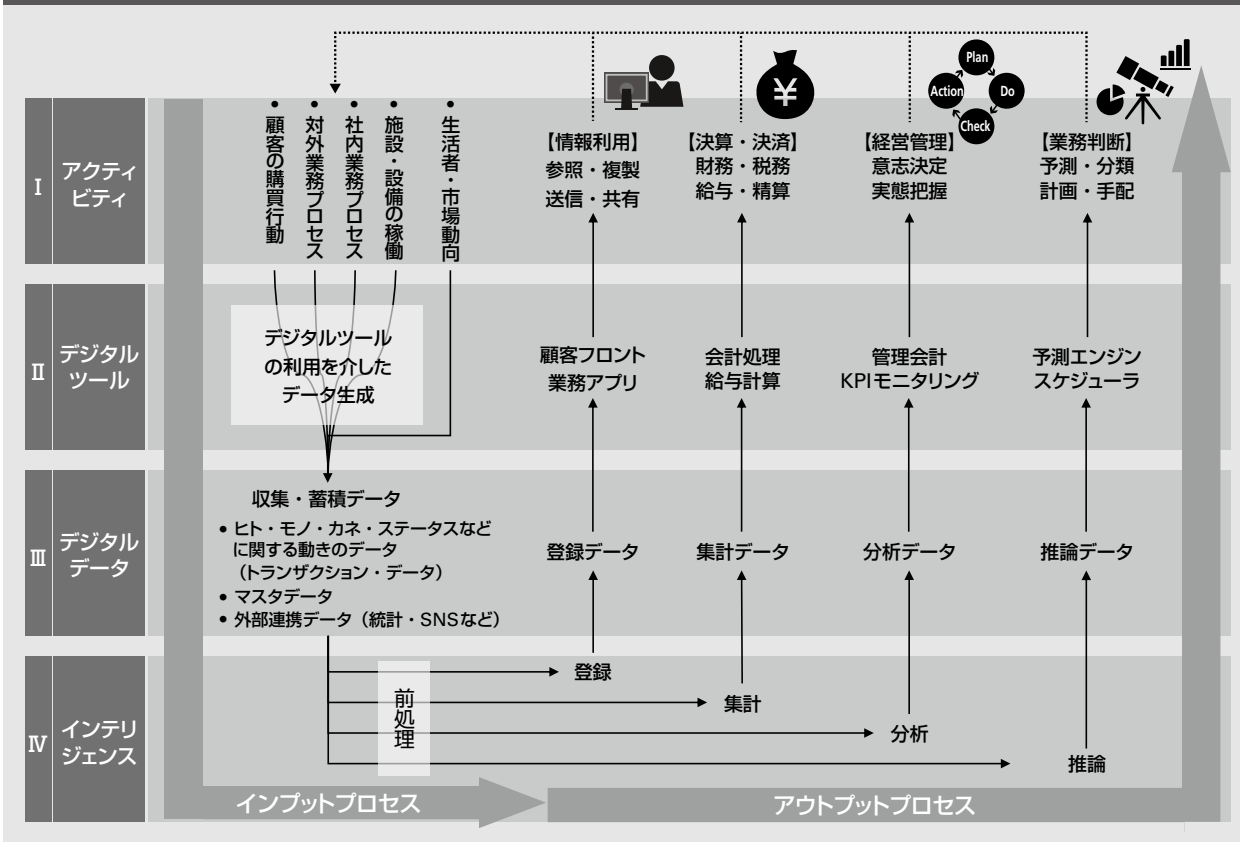 Plan
Do
Check
Action
¥
Ⅰ
アクティ
ビティ
• 顧客の購買行動
• 対外業務プロセス
• 社内業務プロセス
• 施設・設備の稼働
• 生活者・市場動向
【情報利用】
参照・複製
送信・共有
【決算・決済】
財務・税務
給与・精算
【経営管理】
意志決定
実態把握
【業務判断】
予測・分類
計画・手配
Ⅱ
デジタル
ツール
デジタルツール
の利用を介した
データ生成
顧客フロント
業務アプリ
会計処理
給与計算
管理会計
KPIモニタリング
予測エンジン
スケジューラ
Ⅲ
デジタル
データ
収集・蓄積データ
• ヒト・モノ・カネ・ステータスなど
に関する動きのデータ
（トランザクション・データ）
• マスタデータ
• 外部連携データ（統計・SNSなど）
登録データ
集計データ
分析データ
推論データ
Ⅳ
インテリ
ジェンス
前処理
登録
集計
分析
推論
インプットプロセス
アウトプットプロセス